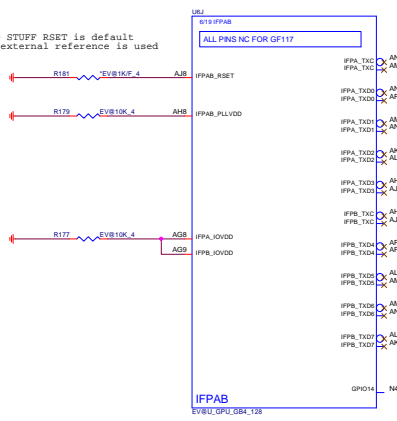 U6J
6/19 IFPAB
ALL PINS NC FOR GF117
STUFF RSET is default
external reference is used
R181 *EV@1K/F_4 AJ8 IFPAB_RSET
R179 EV@10K_4 AH8 IFPAB_PLLVDD
R177 EV@10K_4 AG8 IFPA_IOVDD
AG9 IFPB_IOVDD
IFPA_TXC
IFPA_TXC
IFPA_TXD0
IFPA_TXD0
IFPA_TXD1
IFPA_TXD1
IFPA_TXD2
IFPA_TXD2
IFPA_TXD3
IFPA_TXD3
IFPB_TXC
IFPB_TXC
IFPB_TXD4
IFPB_TXD4
IFPB_TXD5
IFPB_TXD5
IFPB_TXD6
IFPB_TXD6
IFPB_TXD7
IFPB_TXD7
GPIO14 N4
IFPAB
EV@U_GPU_GB4_128